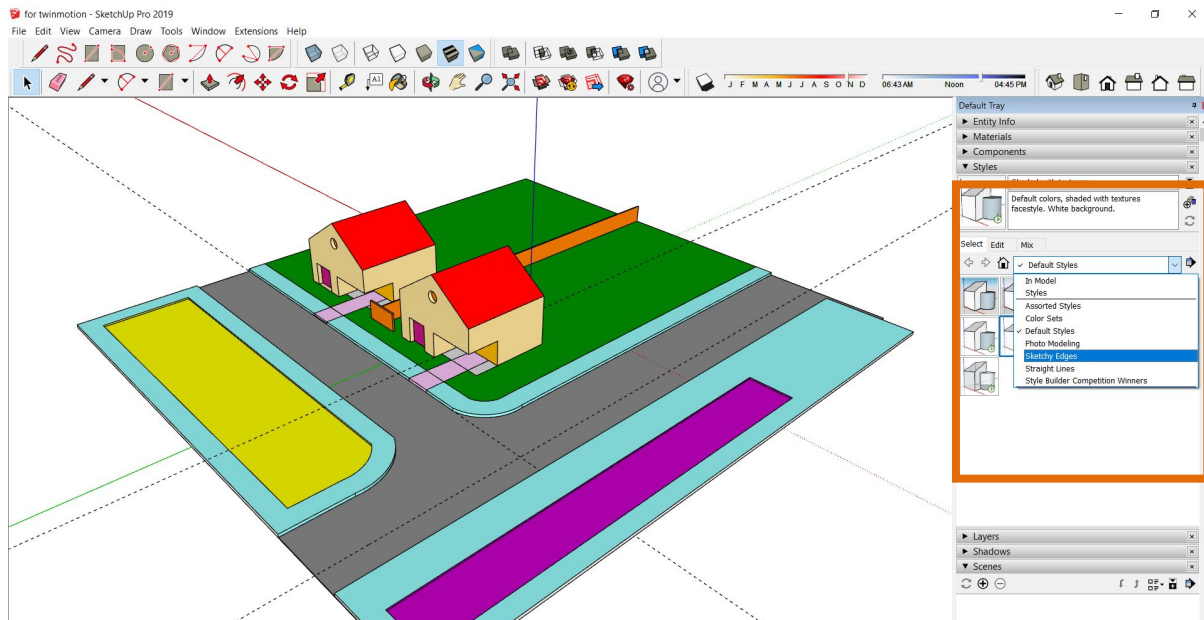 for twinmotion - SketchUp Pro 2019
File Edit View Camera Draw Tools Window Extensions Help
A1
J F M A M J J A S O N D
06:43 AM Noon 04:45 PM
Default Tray
Entity Info
Materials
Components
Styles
Default colors, shaded with textures
facestyle. White background.
Select Edit Mix
Default Styles
In Model
Styles
Assorted Styles
Color Sets
Default Styles
Photo Modeling
Sketchy Edges
Straight Lines
Style Builder Competition Winners
Layers
Shadows
Scenes